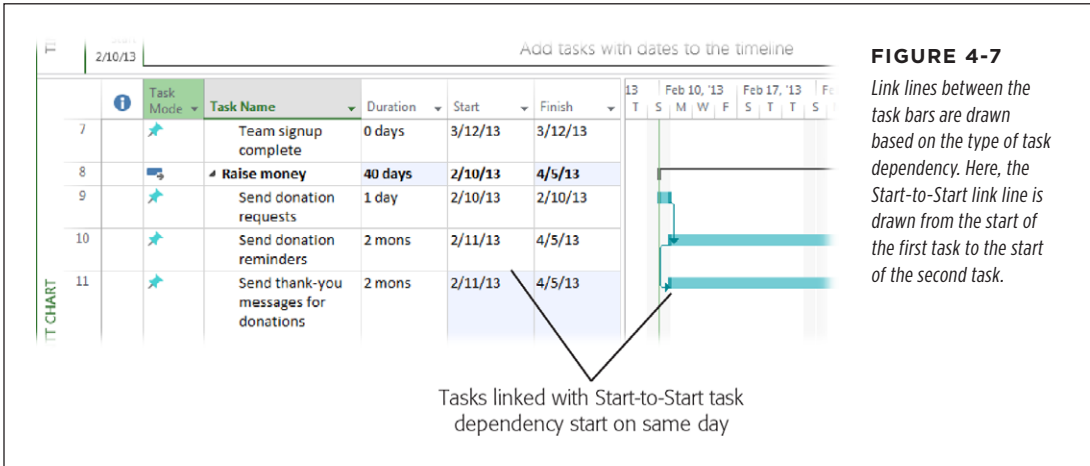 Add tasks with dates to the timeline
2/10/13
Task Mode Task Name Duration Start Finish
13 Feb 10, '13 Feb 17, '13
T S M W F S T T S
7 Team signup complete 0 days 3/12/13 3/12/13
8 Raise money 40 days 2/10/13 4/5/13
9 Send donation requests 1 day 2/10/13 2/10/13
10 Send donation reminders 2 mons 2/11/13 4/5/13
11 Send thank-you messages for donations 2 mons 2/11/13 4/5/13
TT CHART
Tasks linked with Start-to-Start task
dependency start on same day
FIGURE 4-7
Link lines between the
task bars are drawn
based on the type of task
dependency. Here, the
Start-to-Start link line is
drawn from the start of
the first task to the start
of the second task.